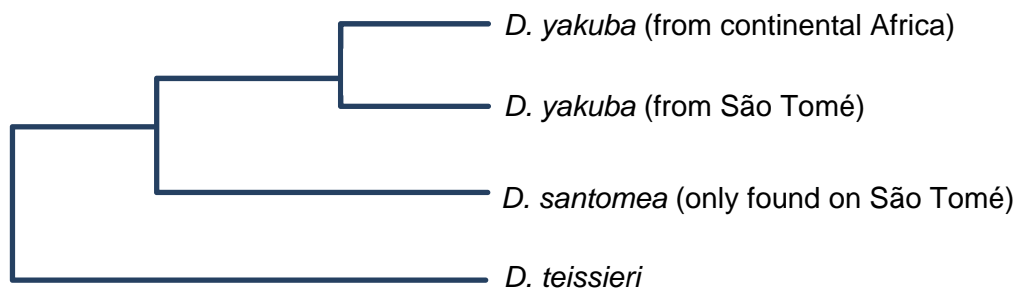 D. yakuba (from continental Africa)
D. yakuba (from São Tomé)
D. santomea (only found on São Tomé)
D. teissieri